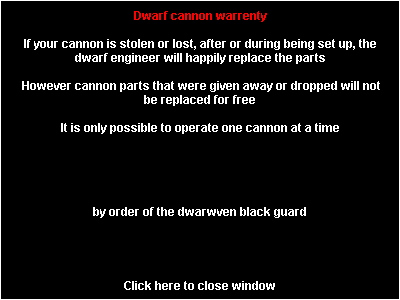 Dwarf cannon warrenty
If your cannon is stolen or lost, after or during being set up, the
dwarf engineer will happily replace the parts
However cannon parts that were given away or dropped will not
be replaced for free
It is only possible to operate one cannon at a time
by order of the dwarwven black guard
Click here to close window